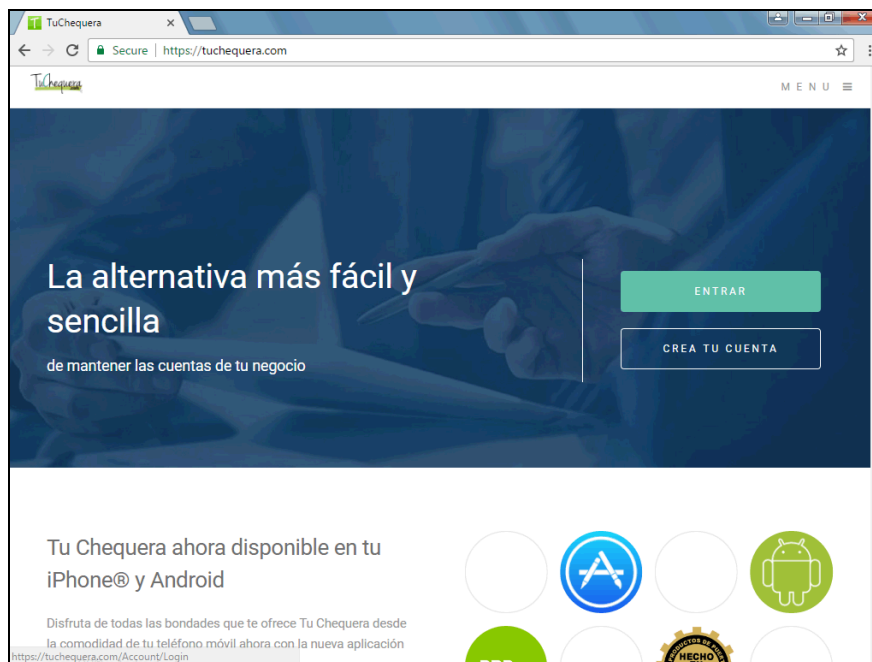 TuChequera
Secure | https://tuchequera.com
TuChequera
MENU
La alternativa más fácil y
sencilla
de mantener las cuentas de tu negocio
ENTRAR
CREA TU CUENTA
Tu Chequera ahora disponible en tu
iPhone® y Android
Disfruta de todas las bondades que te ofrece Tu Chequera desde
la comodidad de tu teléfono móvil ahora con la nueva aplicación
HECHO
https://tuchequera.com/Account/Login